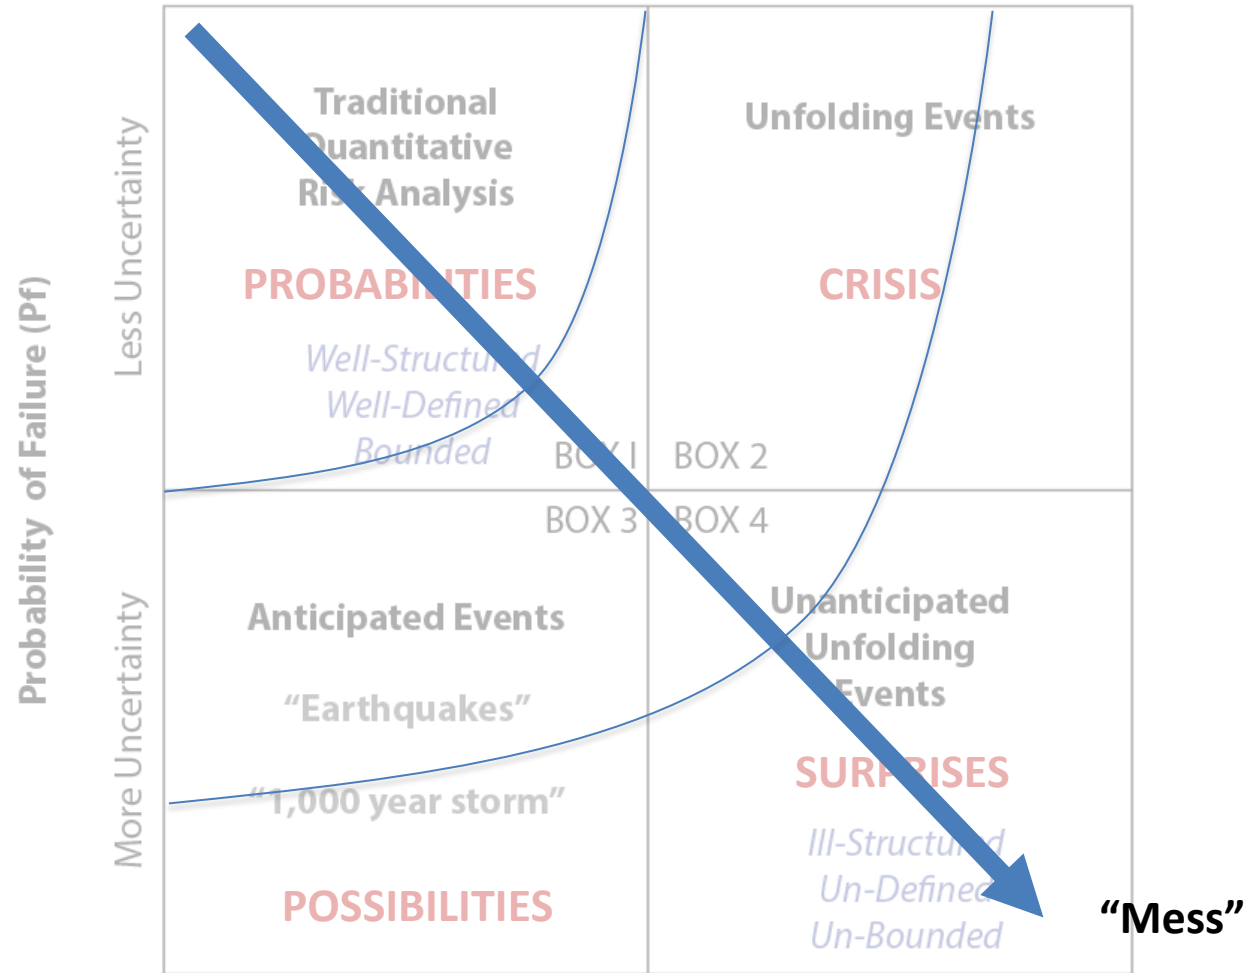 Probability of Failure (Pf)
Less Uncertainty
More Uncertainty
Traditional
Quantitative
Risk Analysis
PROBABILITIES
Well-Structured
Well-Defined
Bounded
BOX 1
Unfolding Events
CRISIS
BOX 2
BOX 3
Anticipated Events
“Earthquakes”
“1,000 year storm”
POSSIBILITIES
BOX 4
Unanticipated
Unfolding
Events
SURPRISES
Ill-Structured
Un-Defined
Un-Bounded
“Mess”